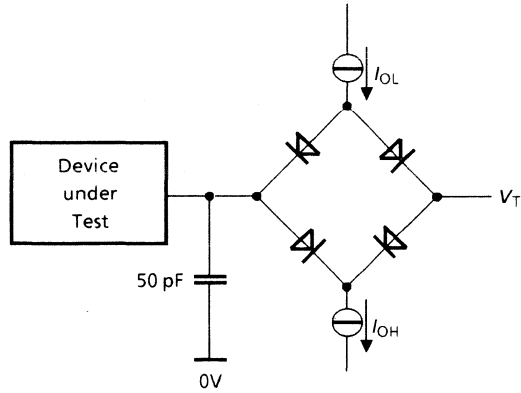 I_OL
Device
under
Test
V_T
50 pF
I_OH
0V